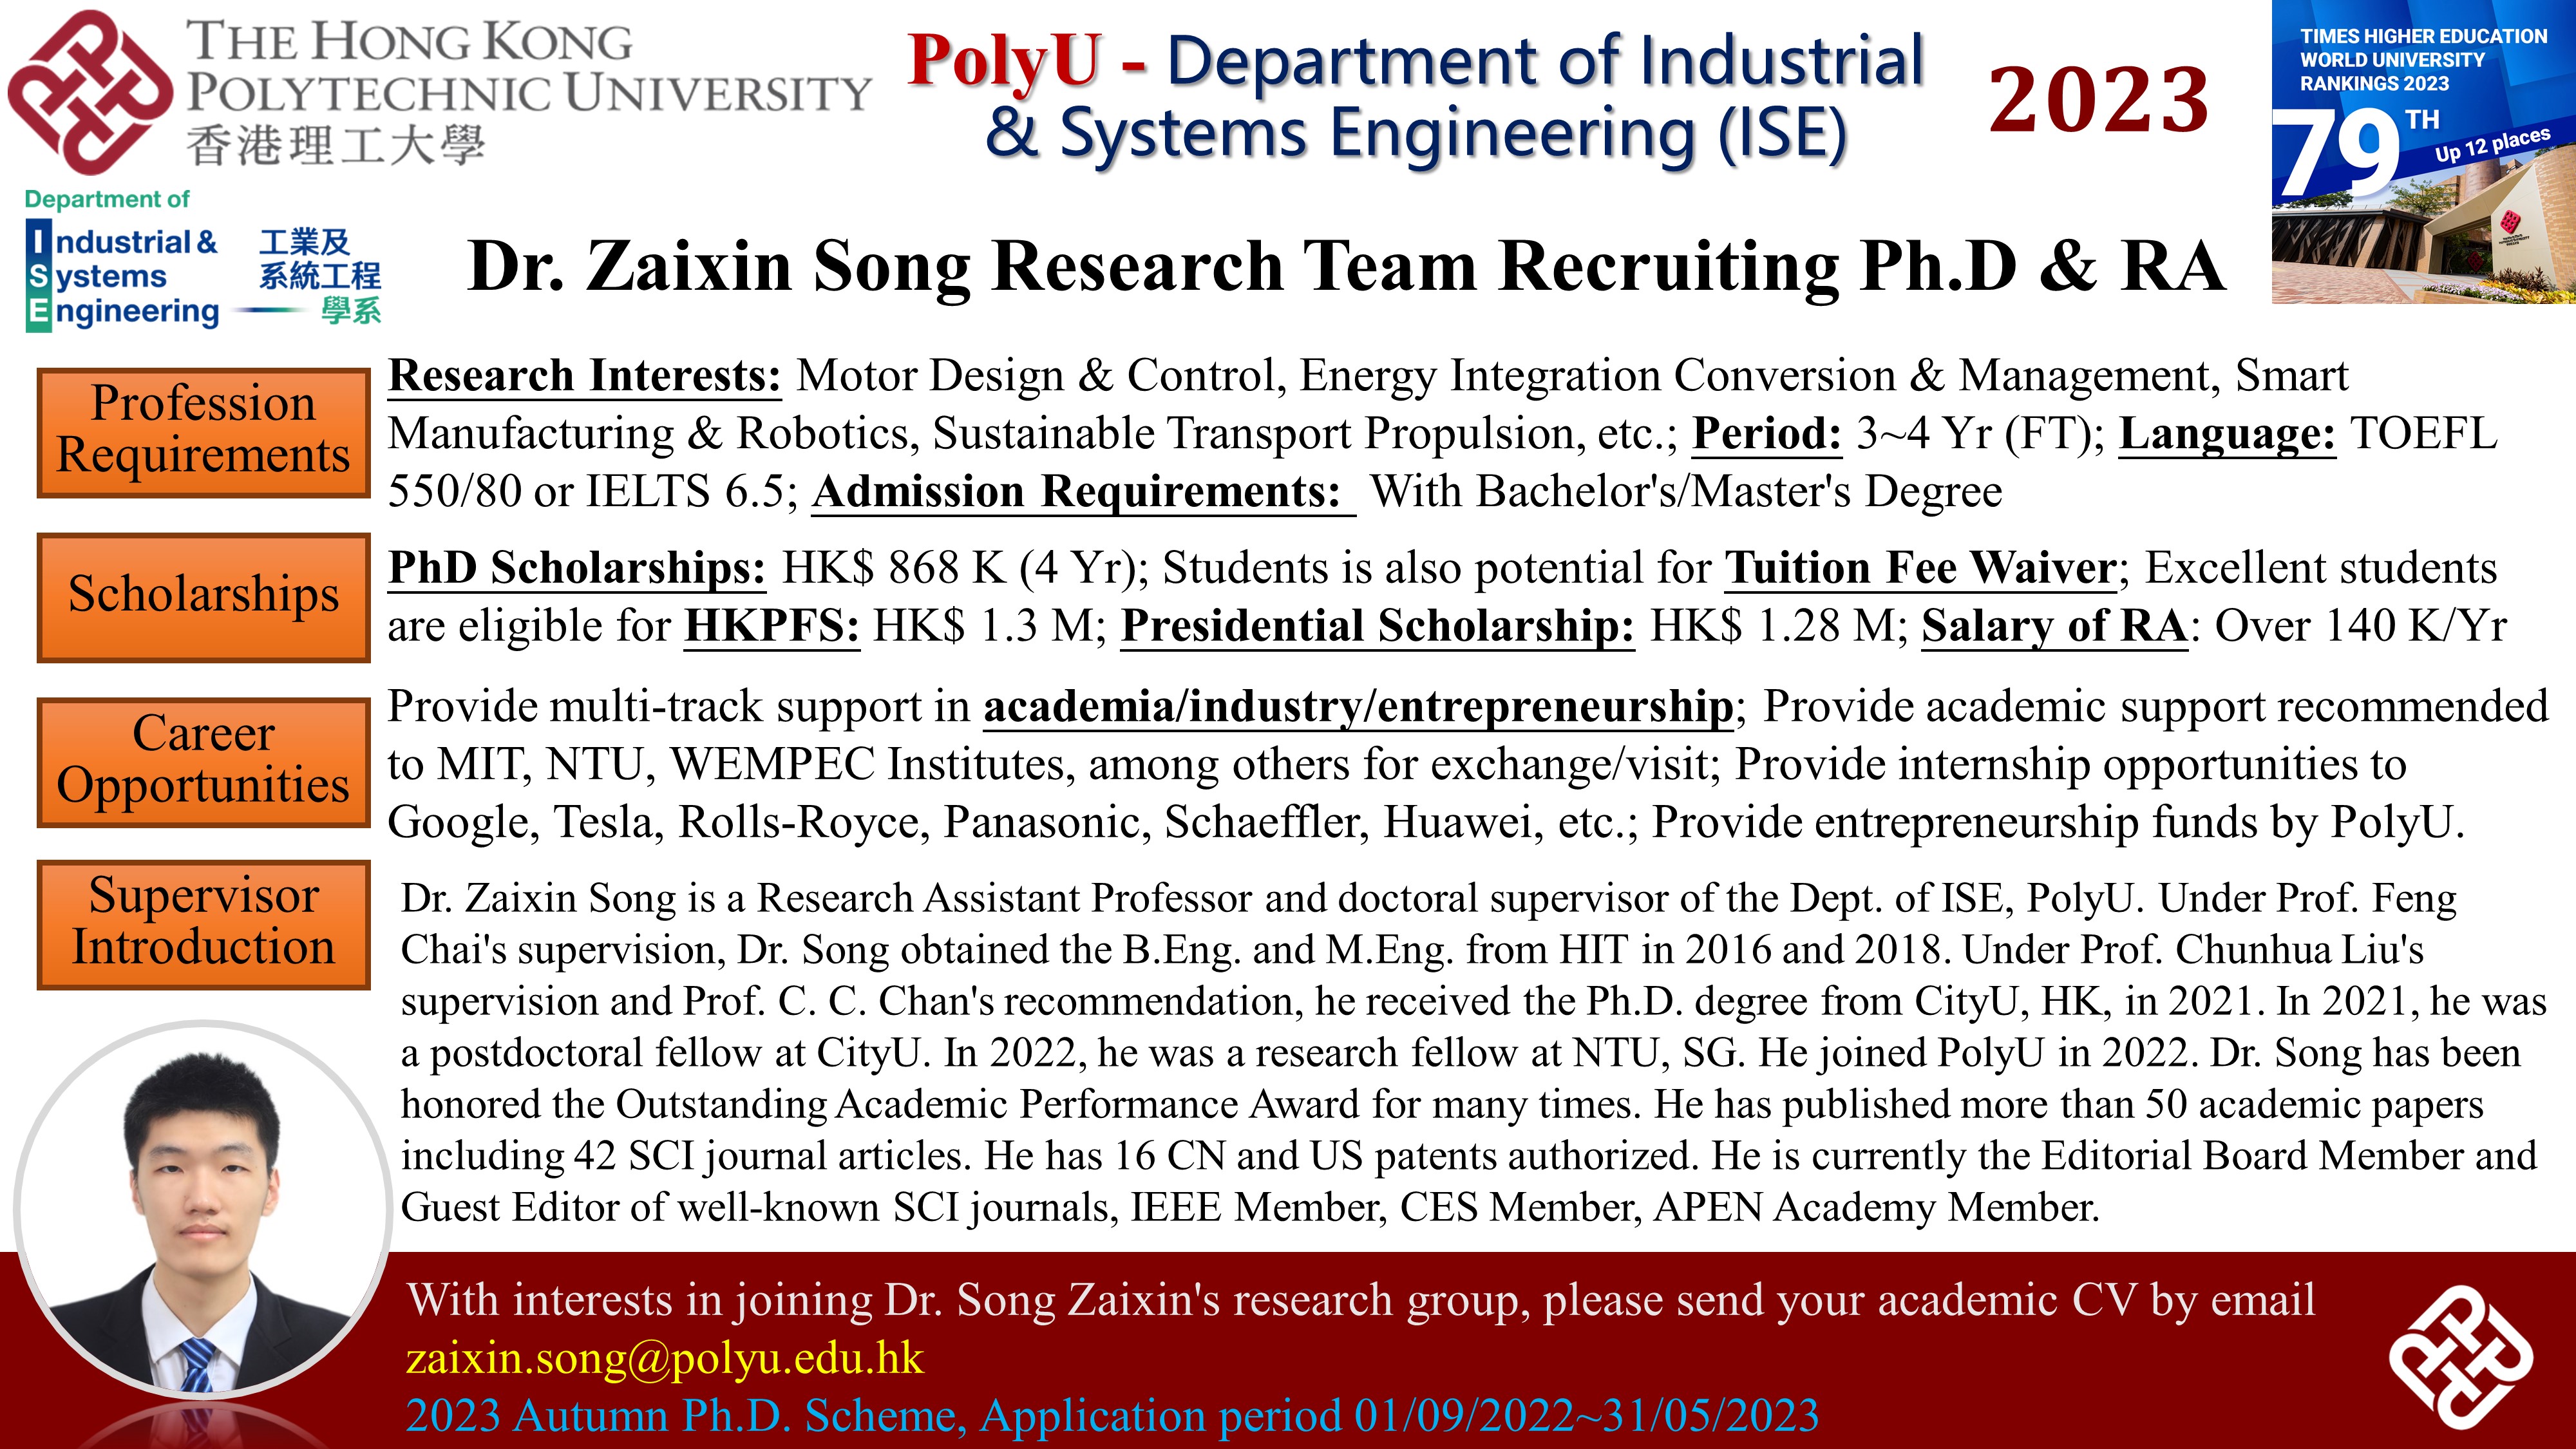 THE HONG KONG
POLYTECHNIC UNIVERSITY
香港理工大學
PolyU - Department of Industrial
& Systems Engineering (ISE)
2023
TIMES HIGHER EDUCATION
WORLD UNIVERSITY
RANKINGS 2023
79TH
Up 12 places
Department of
Industrial &
Systems
Engineering
工業及
系統工程
學系
Dr. Zaixin Song Research Team Recruiting Ph.D & RA
Profession
Requirements
Research Interests: Motor Design & Control, Energy Integration Conversion & Management, Smart
Manufacturing & Robotics, Sustainable Transport Propulsion, etc.; Period: 3~4 Yr (FT); Language: TOEFL
550/80 or IELTS 6.5; Admission Requirements: With Bachelor's/Master's Degree
Scholarships
PhD Scholarships: HK$ 868 K (4 Yr); Students is also potential for Tuition Fee Waiver; Excellent students
are eligible for HKPFS: HK$ 1.3 M; Presidential Scholarship: HK$ 1.28 M; Salary of RA: Over 140 K/Yr
Career
Opportunities
Provide multi-track support in academia/industry/entrepreneurship; Provide academic support recommended
to MIT, NTU, WEMPEC Institutes, among others for exchange/visit; Provide internship opportunities to
Google, Tesla, Rolls-Royce, Panasonic, Schaeffler, Huawei, etc.; Provide entrepreneurship funds by PolyU.
Supervisor
Introduction
Dr. Zaixin Song is a Research Assistant Professor and doctoral supervisor of the Dept. of ISE, PolyU. Under Prof. Feng
Chai's supervision, Dr. Song obtained the B.Eng. and M.Eng. from HIT in 2016 and 2018. Under Prof. Chunhua Liu's
supervision and Prof. C. C. Chan's recommendation, he received the Ph.D. degree from CityU, HK, in 2021. In 2021, he was
a postdoctoral fellow at CityU. In 2022, he was a research fellow at NTU, SG. He joined PolyU in 2022. Dr. Song has been
honored the Outstanding Academic Performance Award for many times. He has published more than 50 academic papers
including 42 SCI journal articles. He has 16 CN and US patents authorized. He is currently the Editorial Board Member and
Guest Editor of well-known SCI journals, IEEE Member, CES Member, APEN Academy Member.
With interests in joining Dr. Song Zaixin's research group, please send your academic CV by email
zaixin.song@polyu.edu.hk
2023 Autumn Ph.D. Scheme, Application period 01/09/2022~31/05/2023